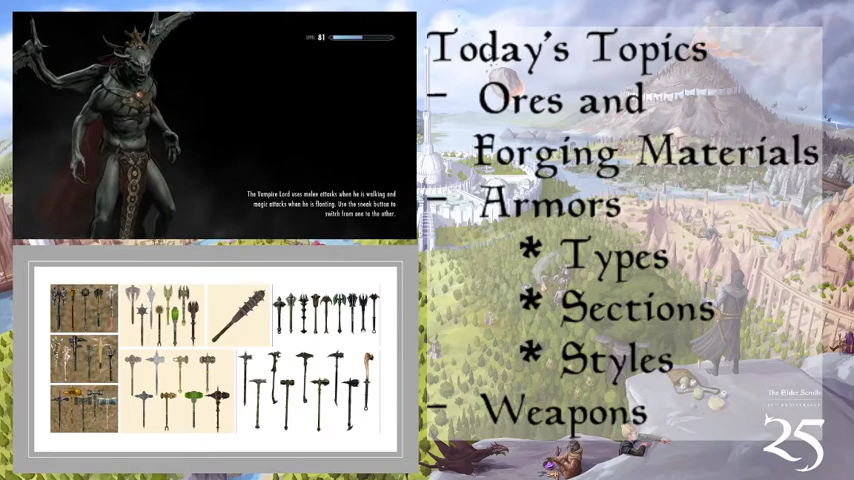 LEVEL 81
The Vampire Lord uses melee attacks when he is walking and
magic attacks when he is floating. Use the sneak button to
switch from one to the other.
Today's Topics
- Ores and
Forging Materials
- Armors
* Types
* Sections
* Styles
- Weapons
The Elder Scrolls
25